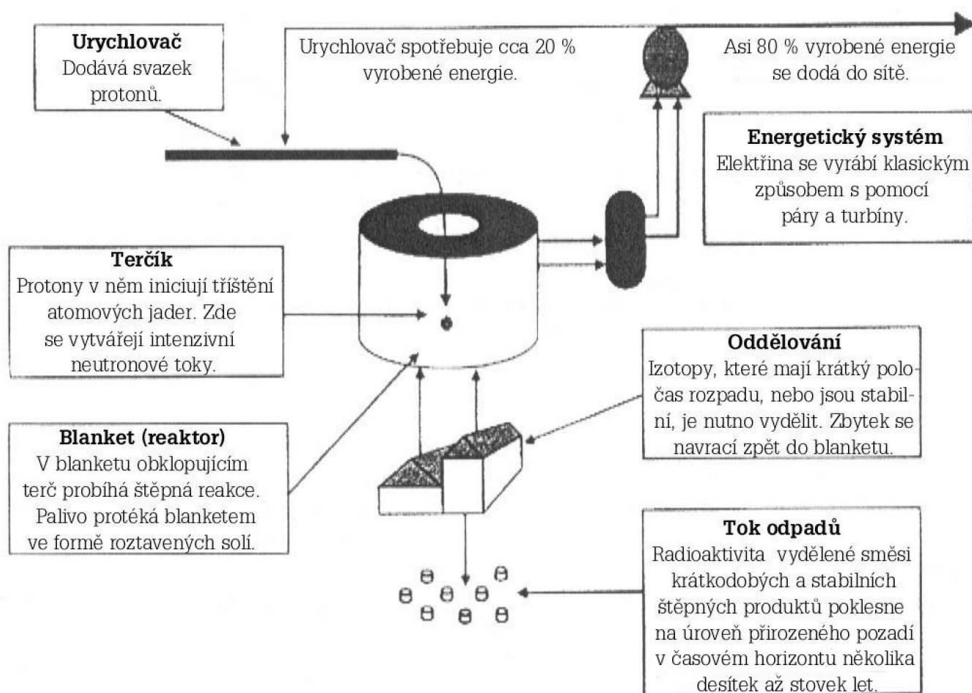 Urychlovač
Dodává svazek
protonů.
Urychlovač spotřebuje cca 20 %
vyrobené energie.
Asi 80 % vyrobené energie
se dodá do sítě.
Energetický systém
Elektřina se vyrábí klasickým
způsobem s pomocí
páry a turbíny.
Terčík
Protony v něm iniciují tříštění
atomových jader. Zde
se vytvářejí intenzivní
neutronové toky.
Oddělování
Izotopy, které mají krátký polo-
čas rozpadu, nebo jsou stabil-
ní, je nutno vydělit. Zbytek se
navrací zpět do blanketu.
Blanket (reaktor)
V blanketu obklopujícím
terč probíhá štěpná reakce.
Palivo protéká blanketem
ve formě roztavených solí.
Tok odpadů
Radioaktivita vydělené směsi
krátkodobých a stabilních
štěpných produktů poklesne
na úroveň přirozeného pozadí
v časovém horizontu několika
desítek až stovek let.